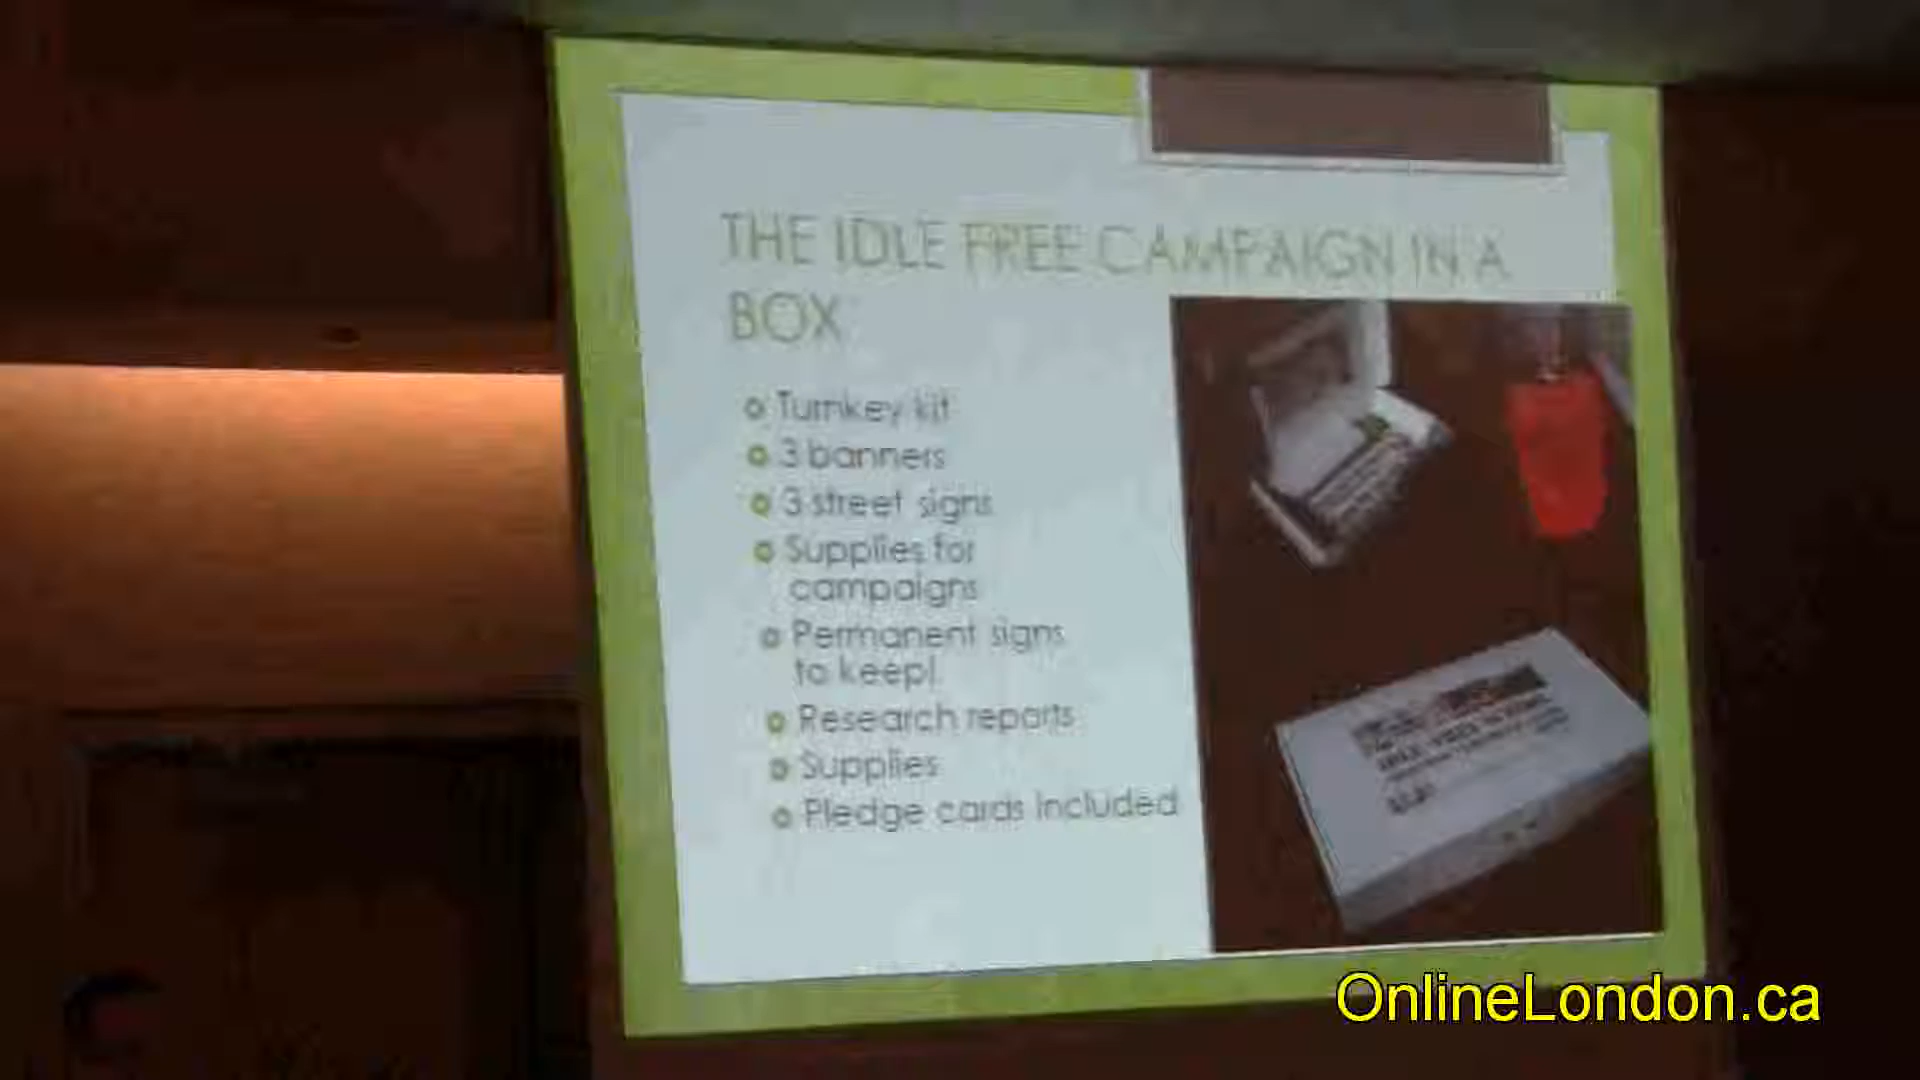 THE IDLE FREE CAMPAIGN IN A
BOX
Turnkey kit
3 banners
3 street signs
Supplies for
campaigns
Permanent signs
to keep!
Research reports
Supplies
Pledge cards included
OnlineLondon.ca